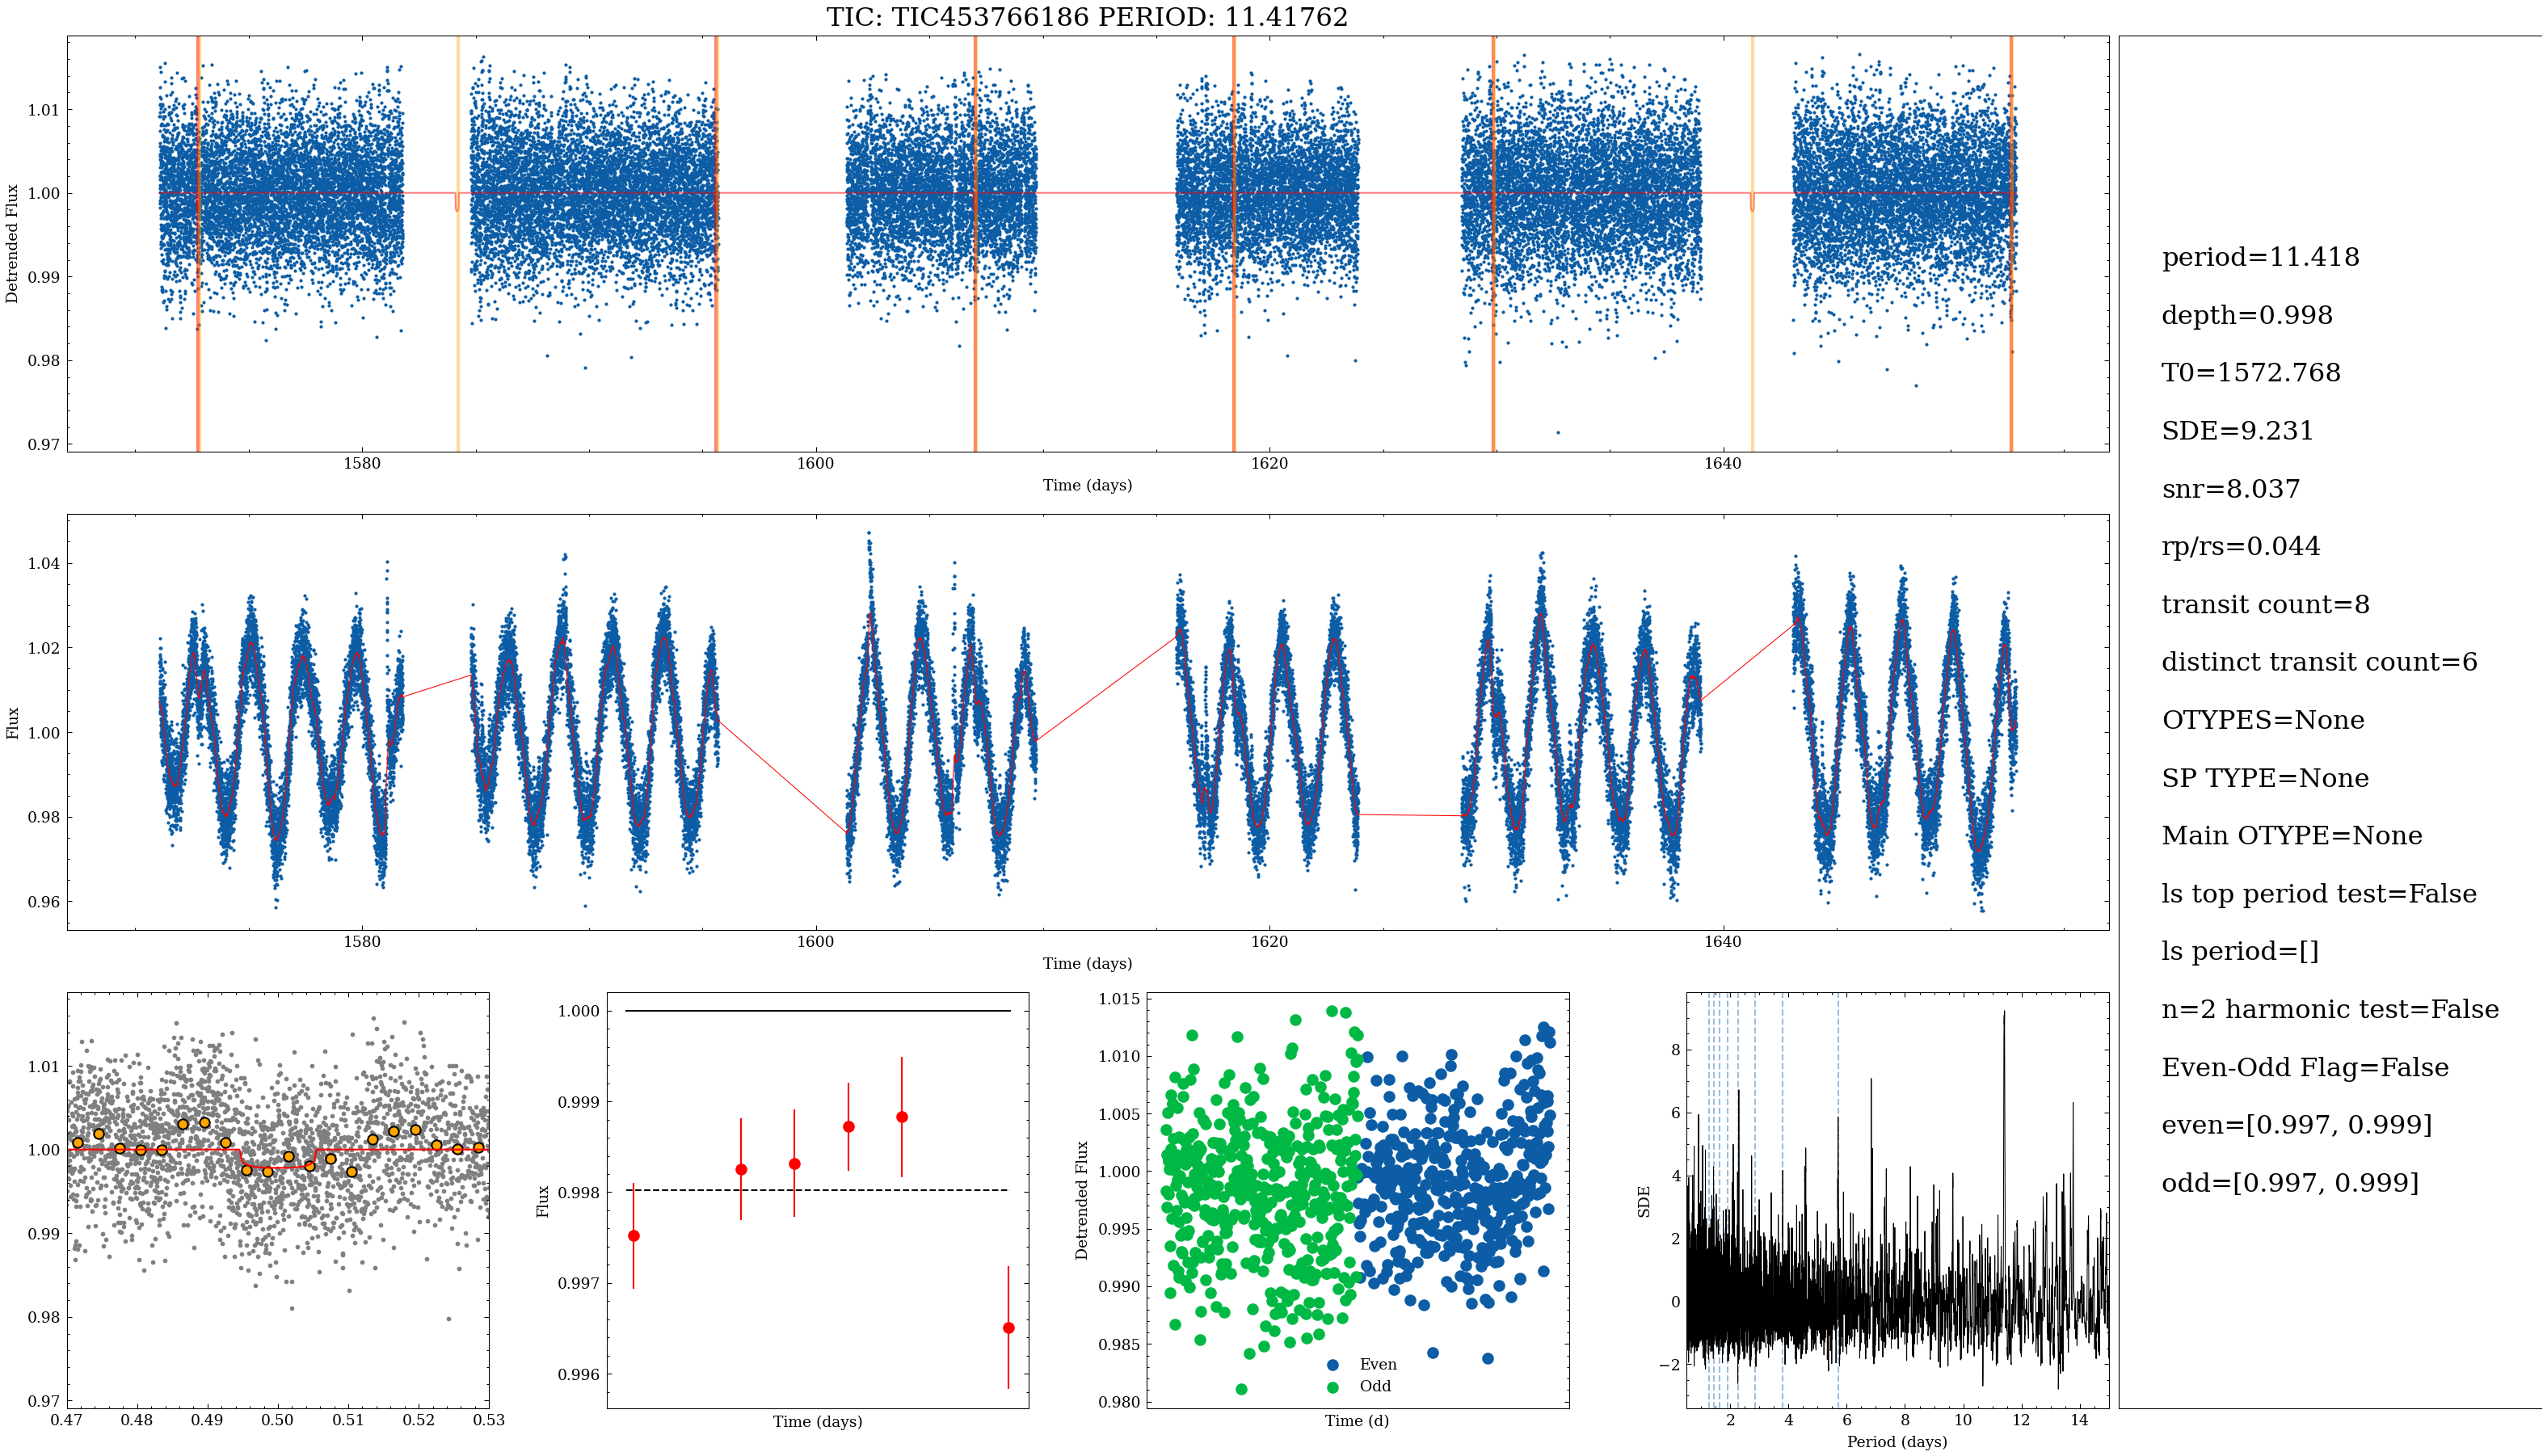 TIC: TIC453766186 PERIOD: 11.41762
1.01
1.00
0.99
0.98
0.97
Detrended Flux
1580
1600
1620
1640
Time (days)
1.04
1.02
1.00
0.98
0.96
Flux
1580
1600
1620
1640
Time (days)
1.01
1.00
0.99
0.98
0.97
0.47
0.48
0.49
0.50
0.51
0.52
0.53
1.000
0.999
0.998
0.997
0.996
Flux
Time (days)
1.015
1.010
1.005
1.000
0.995
0.990
0.985
0.980
Detrended Flux
Even
Odd
Time (d)
8
6
4
2
0
−2
SDE
2
4
6
8
10
12
14
Period (days)
period=11.418
depth=0.998
T0=1572.768
SDE=9.231
snr=8.037
rp/rs=0.044
transit count=8
distinct transit count=6
OTYPES=None
SP TYPE=None
Main OTYPE=None
ls top period test=False
ls period=[]
n=2 harmonic test=False
Even-Odd Flag=False
even=[0.997, 0.999]
odd=[0.997, 0.999]